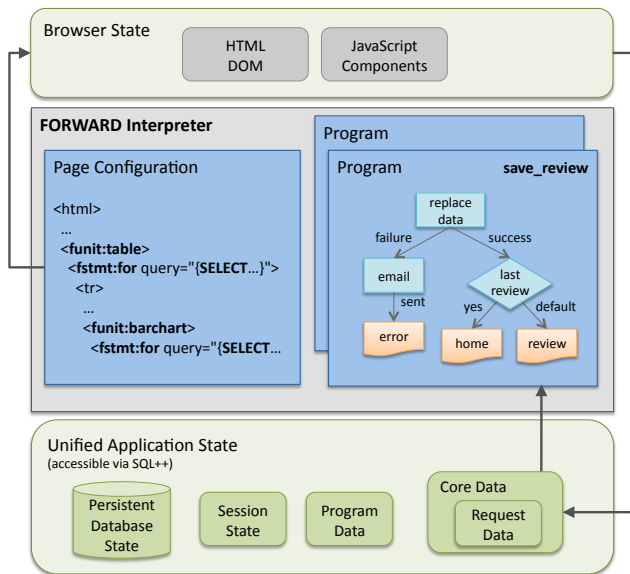 Browser State
HTML
DOM
JavaScript
Components
FORWARD Interpreter
Page Configuration
<html>
...
<funit:table>
<fstmt:for query="{SELECT...}">
<tr>
...
<funit:barchart>
<fstmt:for query="{SELECT...
Program
Program
save_review
replace
data
failure
success
email
last
review
sent
yes
default
error
home
review
Unified Application State
(accessible via SQL++)
Persistent
Database
State
Session
State
Program
Data
Core Data
Request
Data